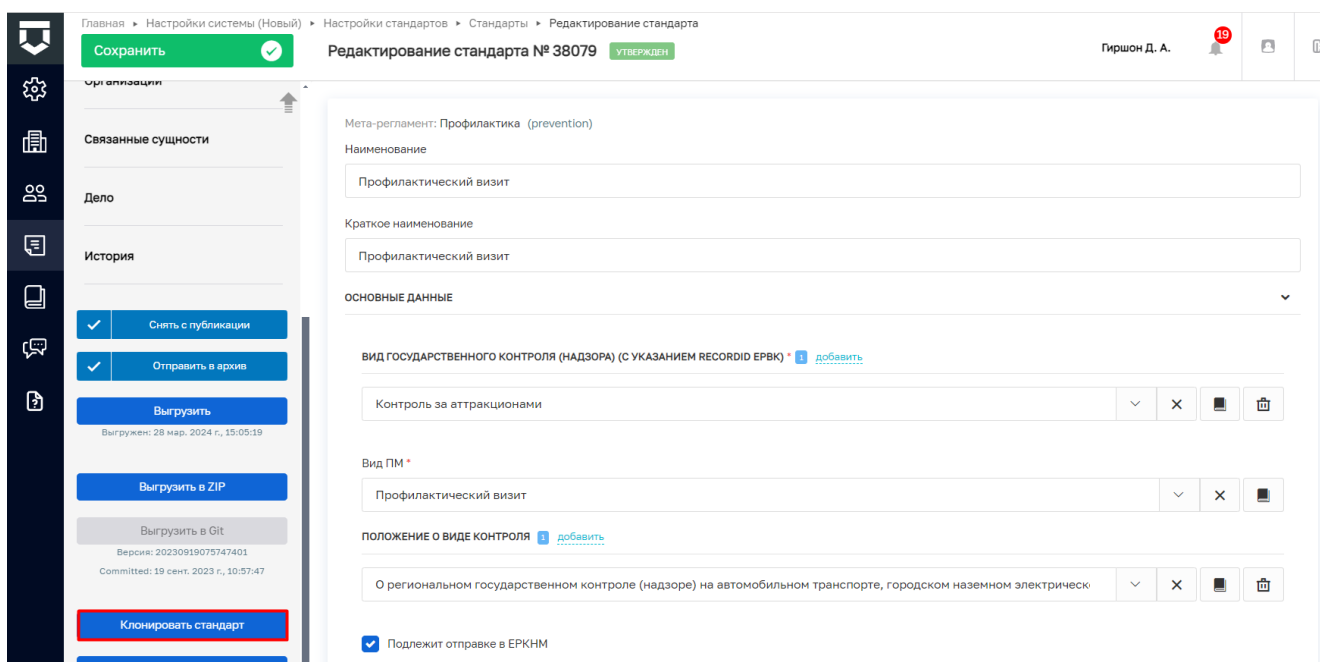 Главная ▸ Настройки системы (Новый) ▸ Настройки стандартов ▸ Стандарты ▸ Редактирование стандарта
Сохранить
Редактирование стандарта № 38079 УТВЕРЖДЕН
Гиршон Д. А.
19
Организации
Связанные сущности
Дело
История
Снять с публикации
Отправить в архив
Выгрузить
Выгружен: 28 мар. 2024 г., 15:05:19
Выгрузить в ZIP
Выгрузить в Git
Версия: 20230919075747401
Committed: 19 сент. 2023 г., 10:57:47
Клонировать стандарт
Мета-регламент: Профилактика (prevention)
Наименование
Профилактический визит
Краткое наименование
Профилактический визит
ОСНОВНЫЕ ДАННЫЕ
ВИД ГОСУДАРСТВЕННОГО КОНТРОЛЯ (НАДЗОРА) (С УКАЗАНИЕМ RECORDID ЕРВК) * 1 добавить
Контроль за аттракционами
Вид ПМ *
Профилактический визит
ПОЛОЖЕНИЕ О ВИДЕ КОНТРОЛЯ 1 добавить
О региональном государственном контроле (надзоре) на автомобильном транспорте, городском наземном электрическо
Подлежит отправке в ЕРКНМ